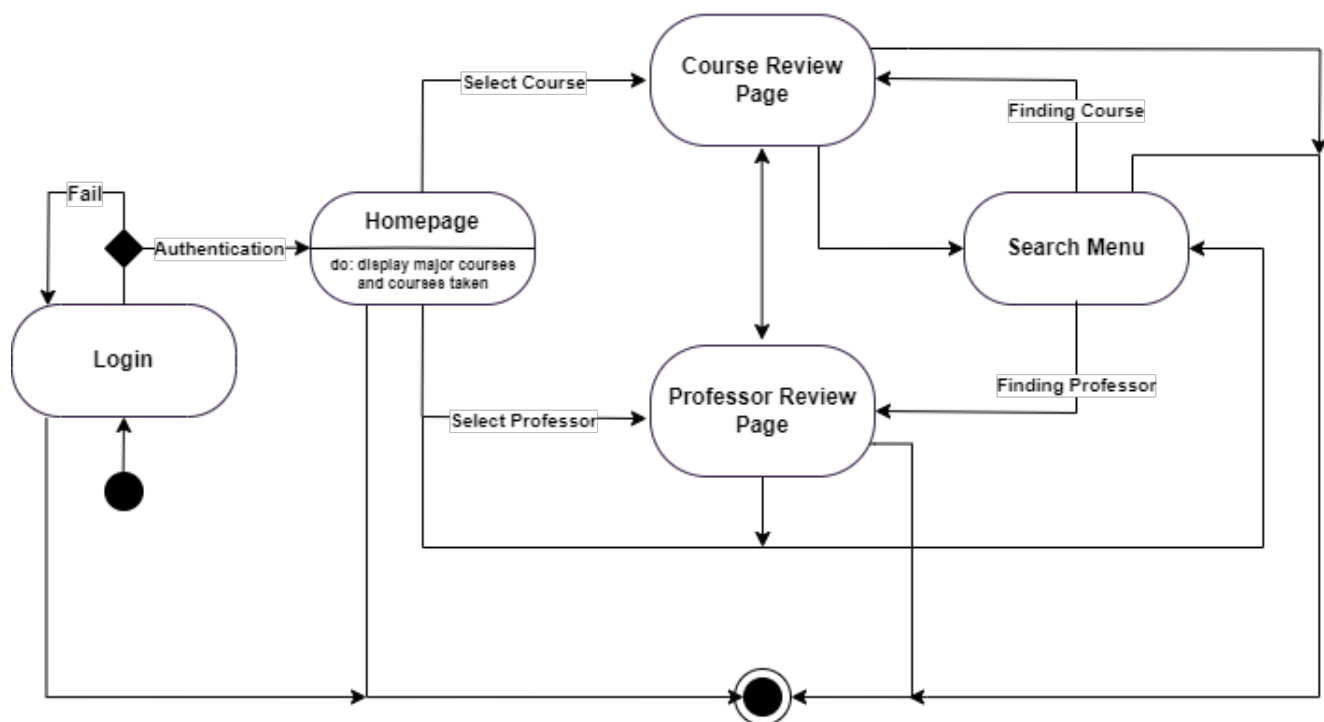 Course Review
Page
Select Course
Finding Course
Fail
Homepage
Authentication
Search Menu
do: display major courses
and courses taken
Login
Finding Professor
Professor Review
Page
Select Professor